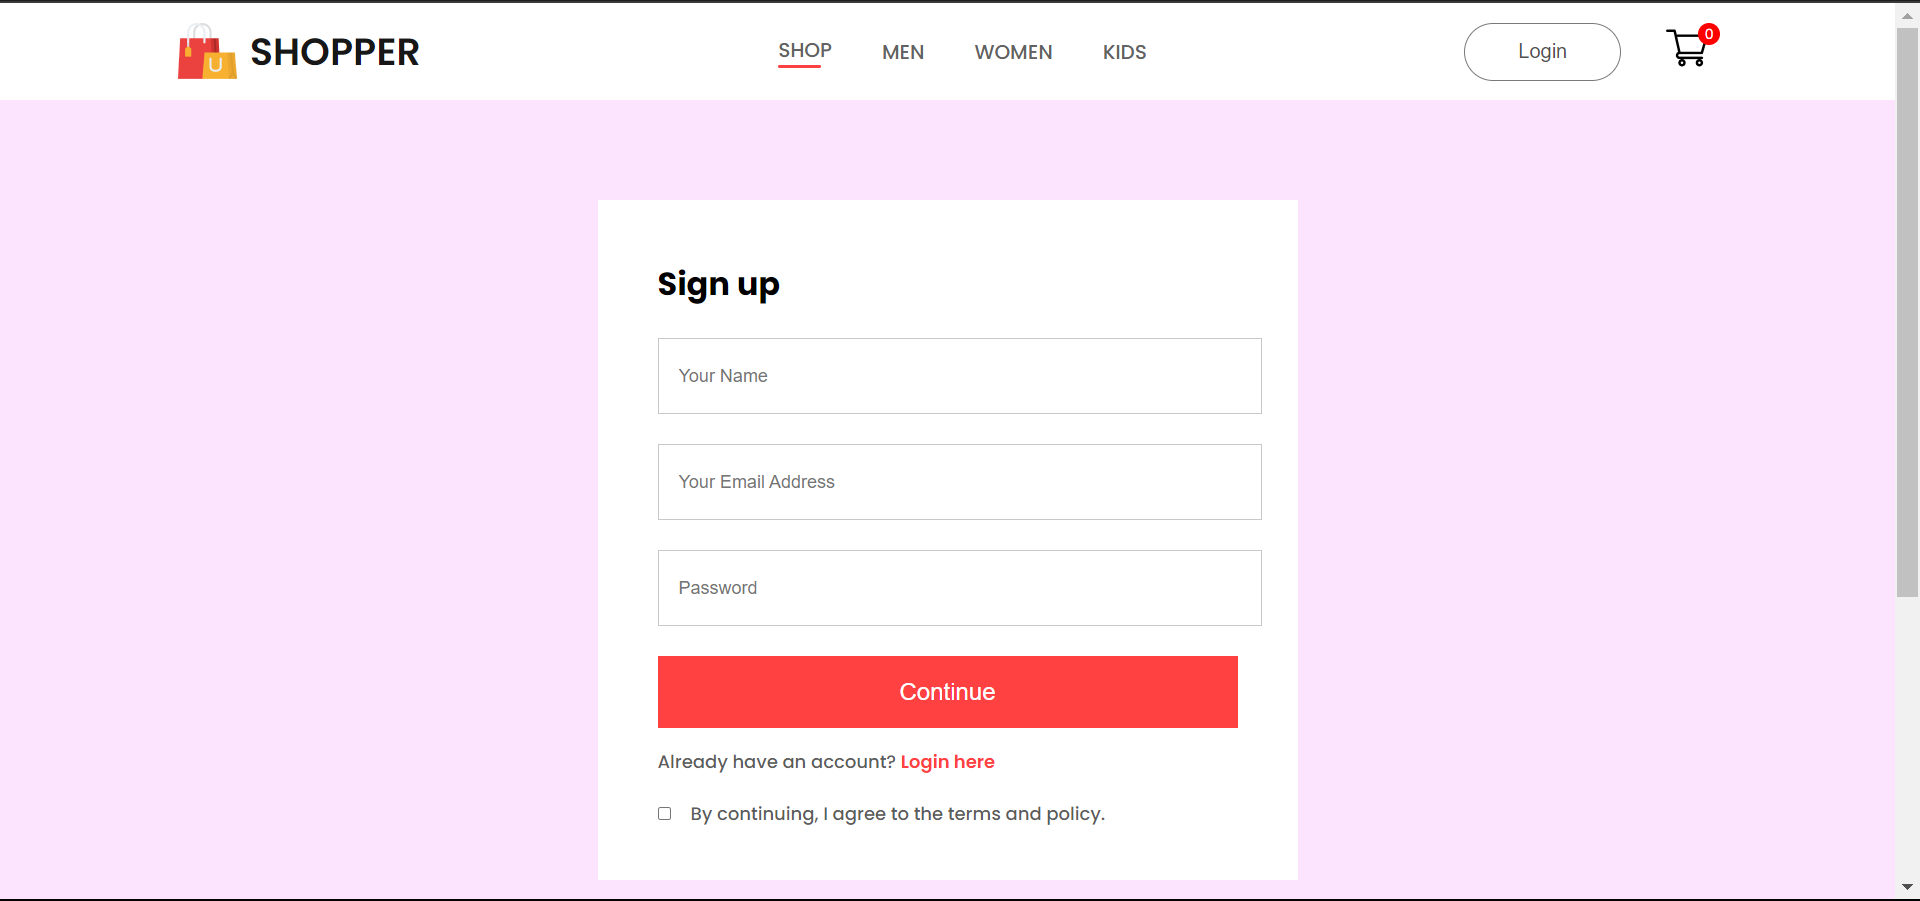 SHOPPER
SHOP MEN WOMEN KIDS
Login
0
Sign up
Your Name
Your Email Address
Password
Continue
Already have an account? Login here
By continuing, I agree to the terms and policy.